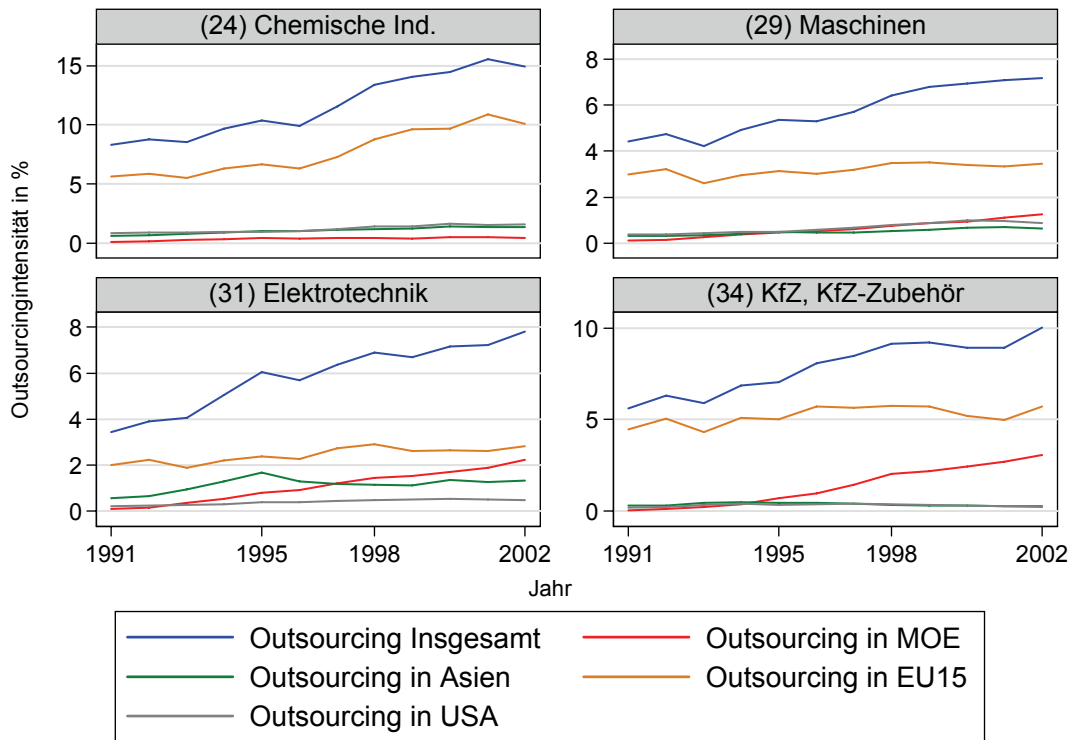 (24) Chemische Ind.
15
10
5
0
(29) Maschinen
8
6
4
2
0
Outsourcingintensität in %
(31) Elektrotechnik
8
6
4
2
0
1991 1995 1998 2002
(34) KfZ, KfZ-Zubehör
10
5
0
1991 1995 1998 2002
Jahr
Outsourcing Insgesamt
Outsourcing in MOE
Outsourcing in Asien
Outsourcing in EU15
Outsourcing in USA